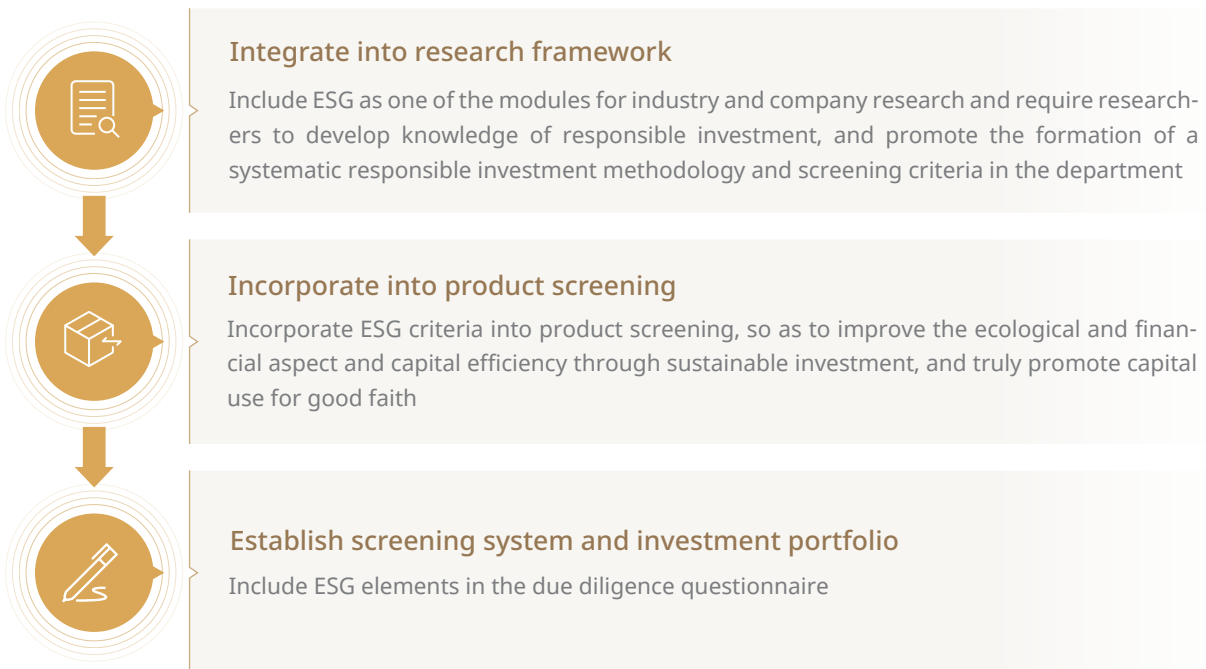 Integrate into research framework
Include ESG as one of the modules for industry and company research and require research-
ers to develop knowledge of responsible investment, and promote the formation of a
systematic responsible investment methodology and screening criteria in the department
Incorporate into product screening
Incorporate ESG criteria into product screening, so as to improve the ecological and finan-
cial aspect and capital efficiency through sustainable investment, and truly promote capital
use for good faith
Establish screening system and investment portfolio
Include ESG elements in the due diligence questionnaire